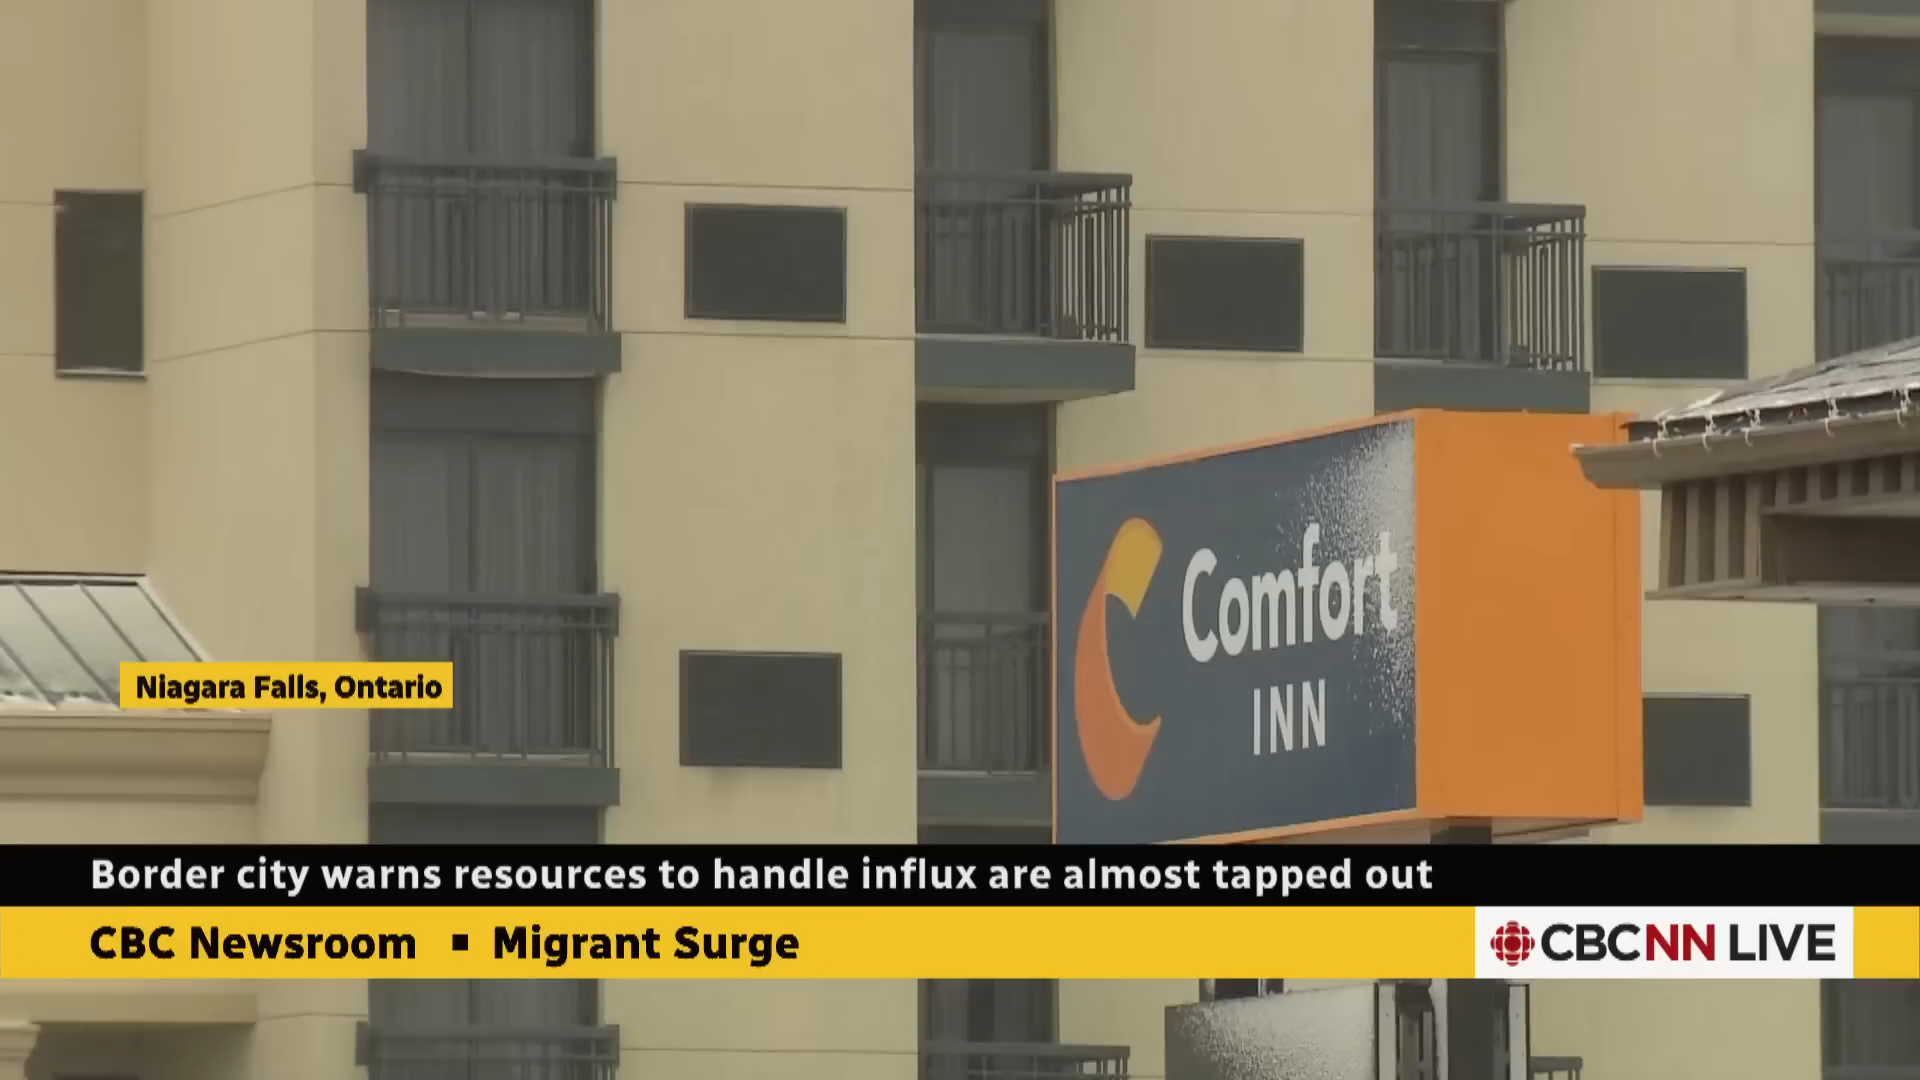 Comfort
INN
Niagara Falls, Ontario
Border city warns resources to handle influx are almost tapped out
CBC Newsroom ▪ Migrant Surge
CBCNN LIVE